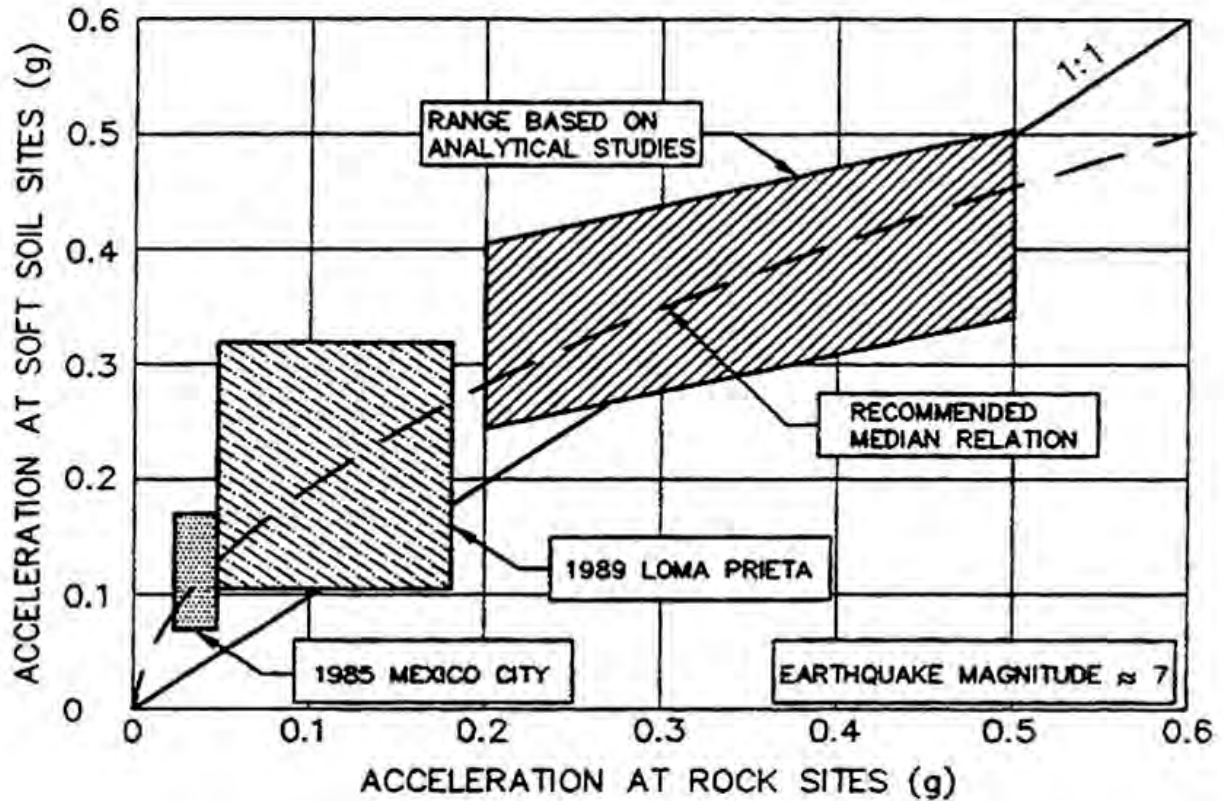 0.6
0.5
0.4
0.3
0.2
0.1
0
ACCELERATION AT SOFT SOIL SITES (g)
1:1
RANGE BASED ON
ANALYTICAL STUDIES
RECOMMENDED
MEDIAN RELATION
1989 LOMA PRIETA
1985 MEXICO CITY
EARTHQUAKE MAGNITUDE ≈ 7
0 0.1 0.2 0.3 0.4 0.5 0.6
ACCELERATION AT ROCK SITES (g)